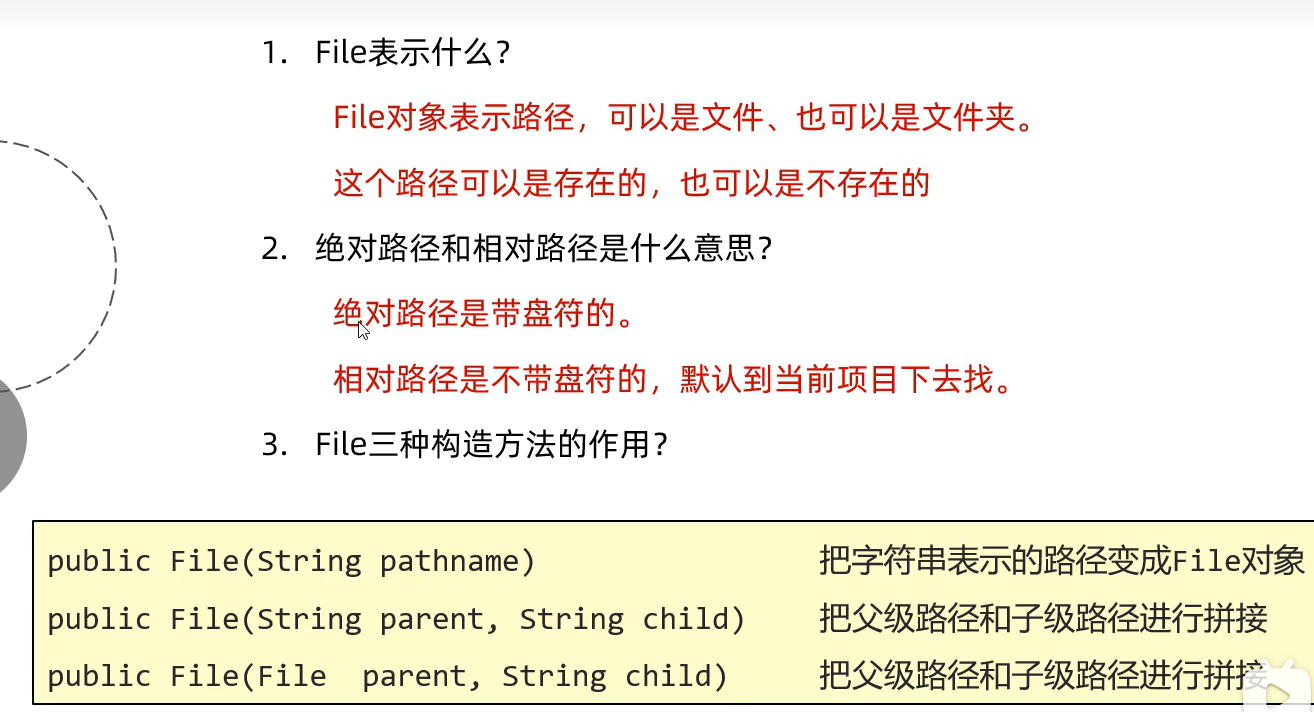 1. File表示什么？
File对象表示路径，可以是文件、也可以是文件夹。
这个路径可以是存在的，也可以是不存在的
2. 绝对路径和相对路径是什么意思？
绝对路径是带盘符的。
相对路径是不带盘符的，默认到当前项目下去找。
3. File三种构造方法的作用？
public File(String pathname) 把字符串表示的路径变成File对象
public File(String parent, String child) 把父级路径和子级路径进行拼接
public File(File  parent, String child) 把父级路径和子级路径进行拼接